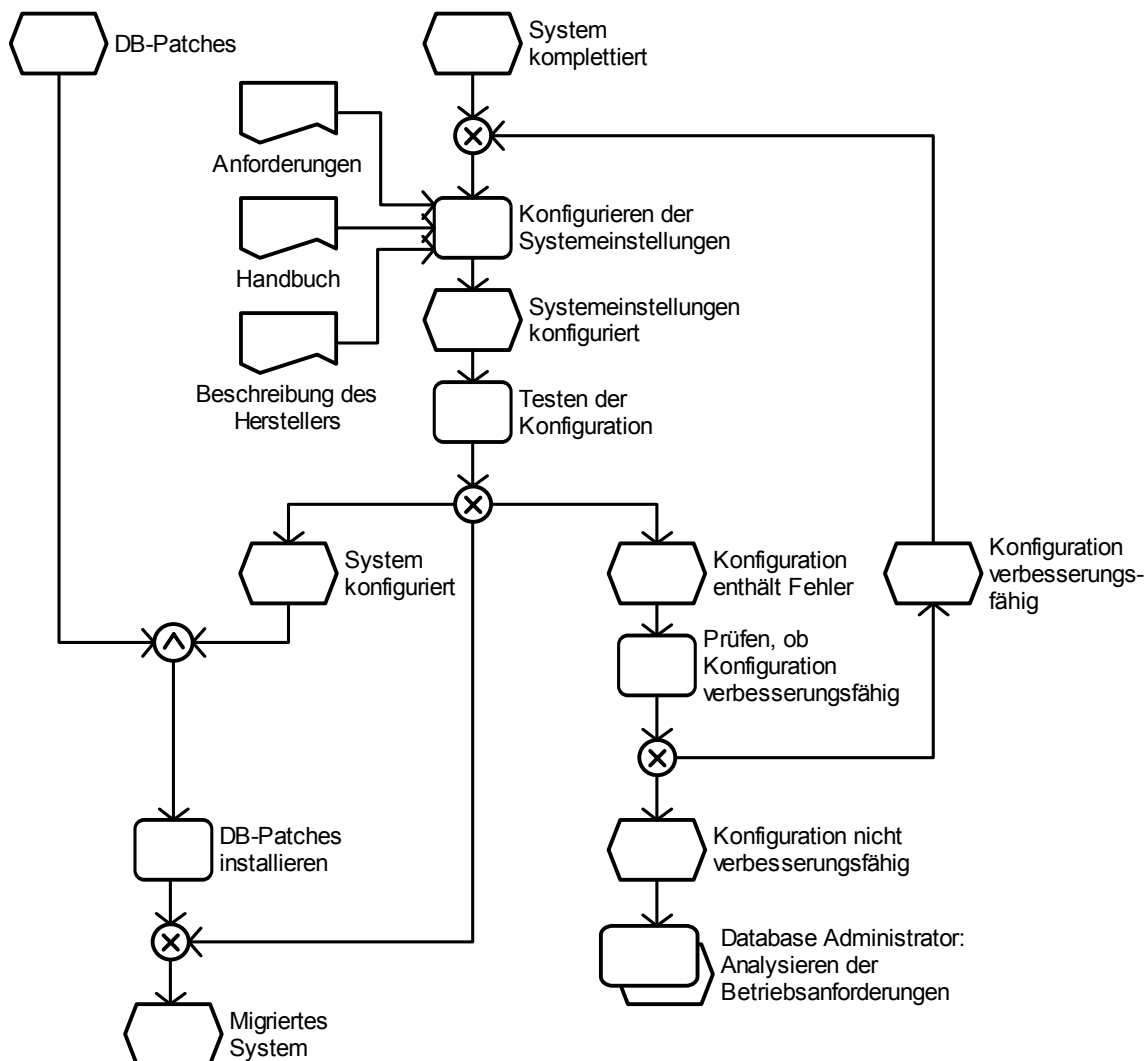 DB-Patches
System
komplettiert
Anforderungen
Konfigurieren der
Systemeinstellungen
Handbuch
Systemeinstellungen
konfiguriert
Beschreibung des
Herstellers
Testen der
Konfiguration
System
konfiguriert
Konfiguration
enthält Fehler
Konfiguration
verbesserungs-
fähig
Prüfen, ob
Konfiguration
verbesserungsfähig
DB-Patches
installieren
Konfiguration nicht
verbesserungsfähig
Database Administrator:
Analysieren der
Betriebsanforderungen
Migriertes
System